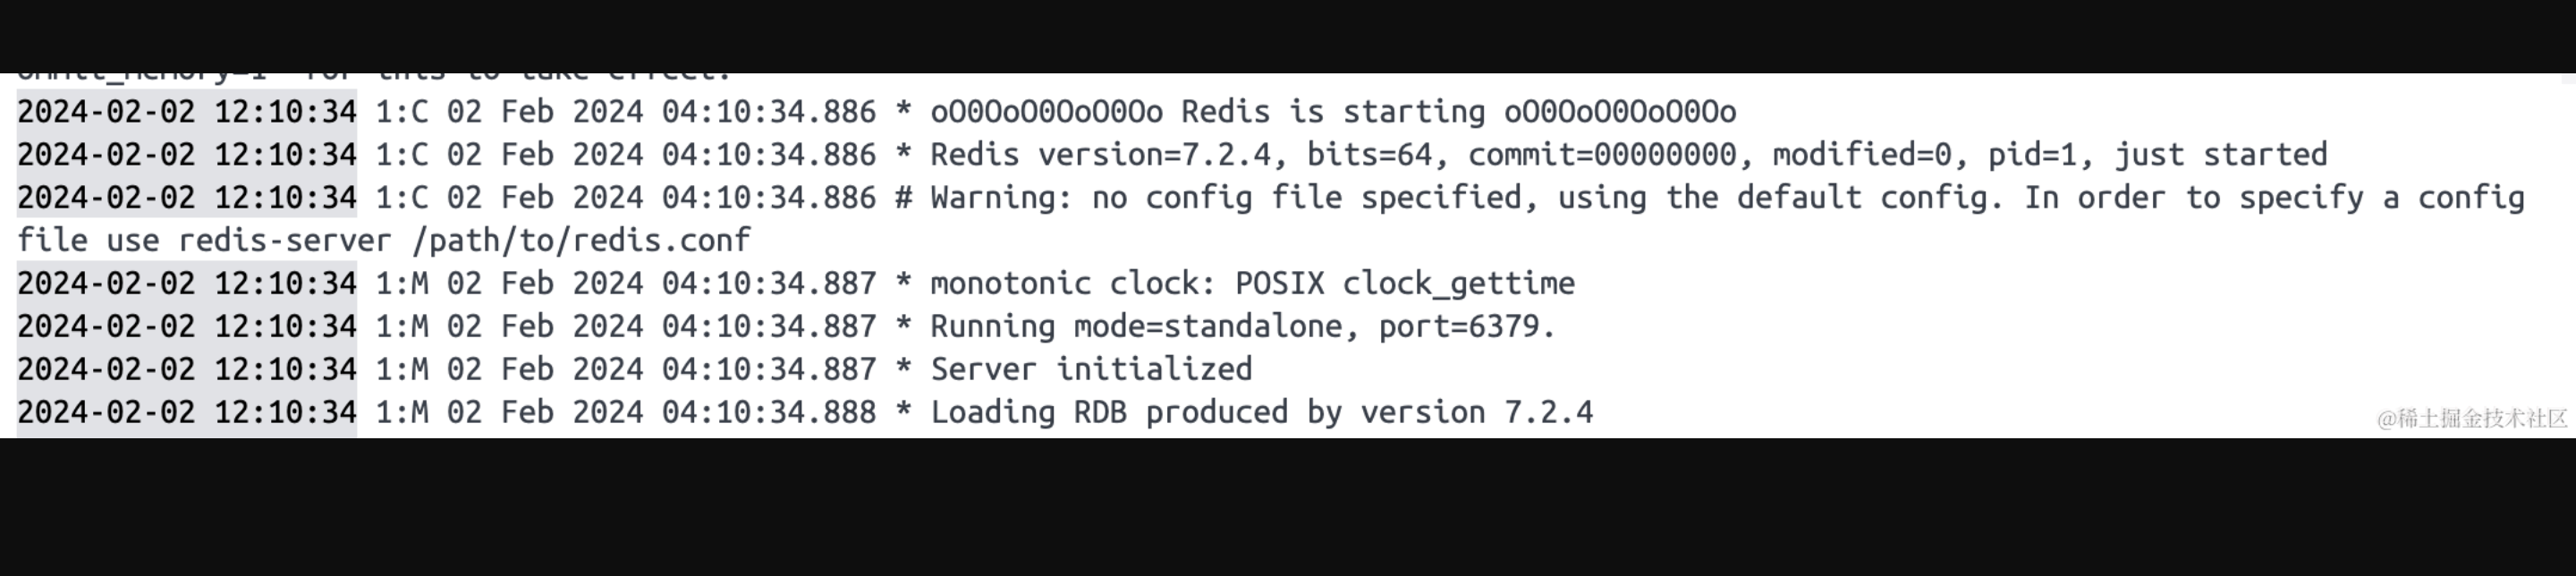 2024-02-02 12:10:34 1:C 02 Feb 2024 04:10:34.886 * oO0OoO0OoO0Oo Redis is starting oO0OoO0OoO0Oo
2024-02-02 12:10:34 1:C 02 Feb 2024 04:10:34.886 * Redis version=7.2.4, bits=64, commit=00000000, modified=0, pid=1, just started
2024-02-02 12:10:34 1:C 02 Feb 2024 04:10:34.886 # Warning: no config file specified, using the default config. In order to specify a config
file use redis-server /path/to/redis.conf
2024-02-02 12:10:34 1:M 02 Feb 2024 04:10:34.887 * monotonic clock: POSIX clock_gettime
2024-02-02 12:10:34 1:M 02 Feb 2024 04:10:34.887 * Running mode=standalone, port=6379.
2024-02-02 12:10:34 1:M 02 Feb 2024 04:10:34.887 * Server initialized
2024-02-02 12:10:34 1:M 02 Feb 2024 04:10:34.888 * Loading RDB produced by version 7.2.4
@稀土掘金技术社区